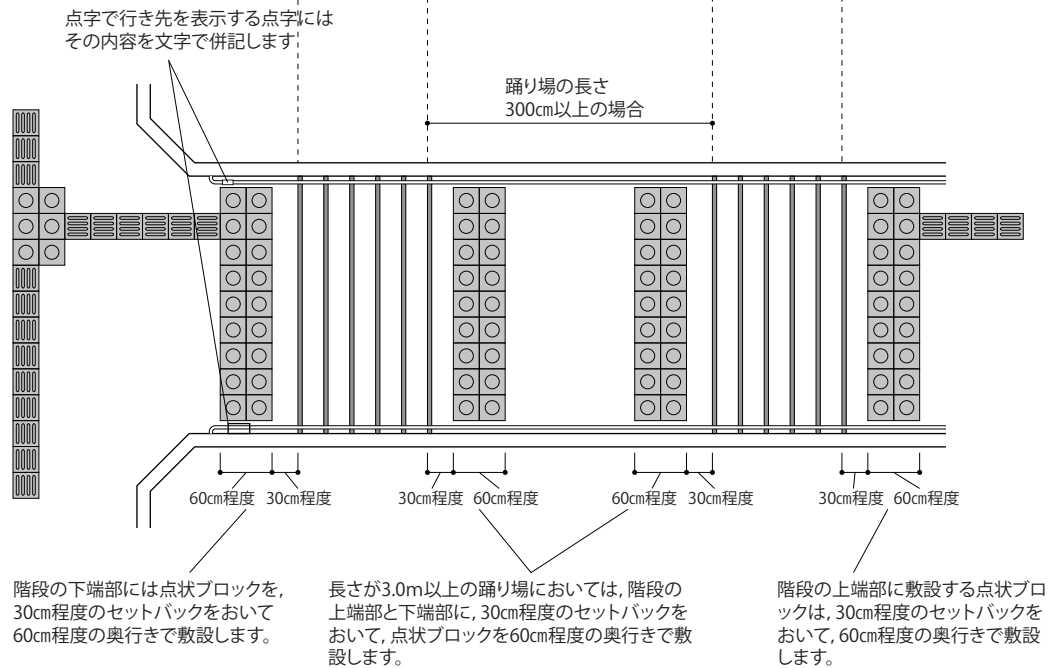 点字で行き先を表示する点字には
その内容を文字で併記します
踊り場の長さ
300㎝以上の場合
60㎝程度 30㎝程度 30㎝程度 60㎝程度 60㎝程度 30㎝程度 30㎝程度 60㎝程度
階段の下端部には点状ブロックを,
30㎝程度のセットバックをおいて
60㎝程度の奥行きで敷設します。
長さが3.0m以上の踊り場においては, 階段の
上端部と下端部に, 30㎝程度のセットバックを
おいて, 点状ブロックを60㎝程度の奥行きで敷
設します。
階段の上端部に敷設する点状ブロ
ックは, 30㎝程度のセットバックを
おいて, 60㎝程度の奥行きで敷設
します。